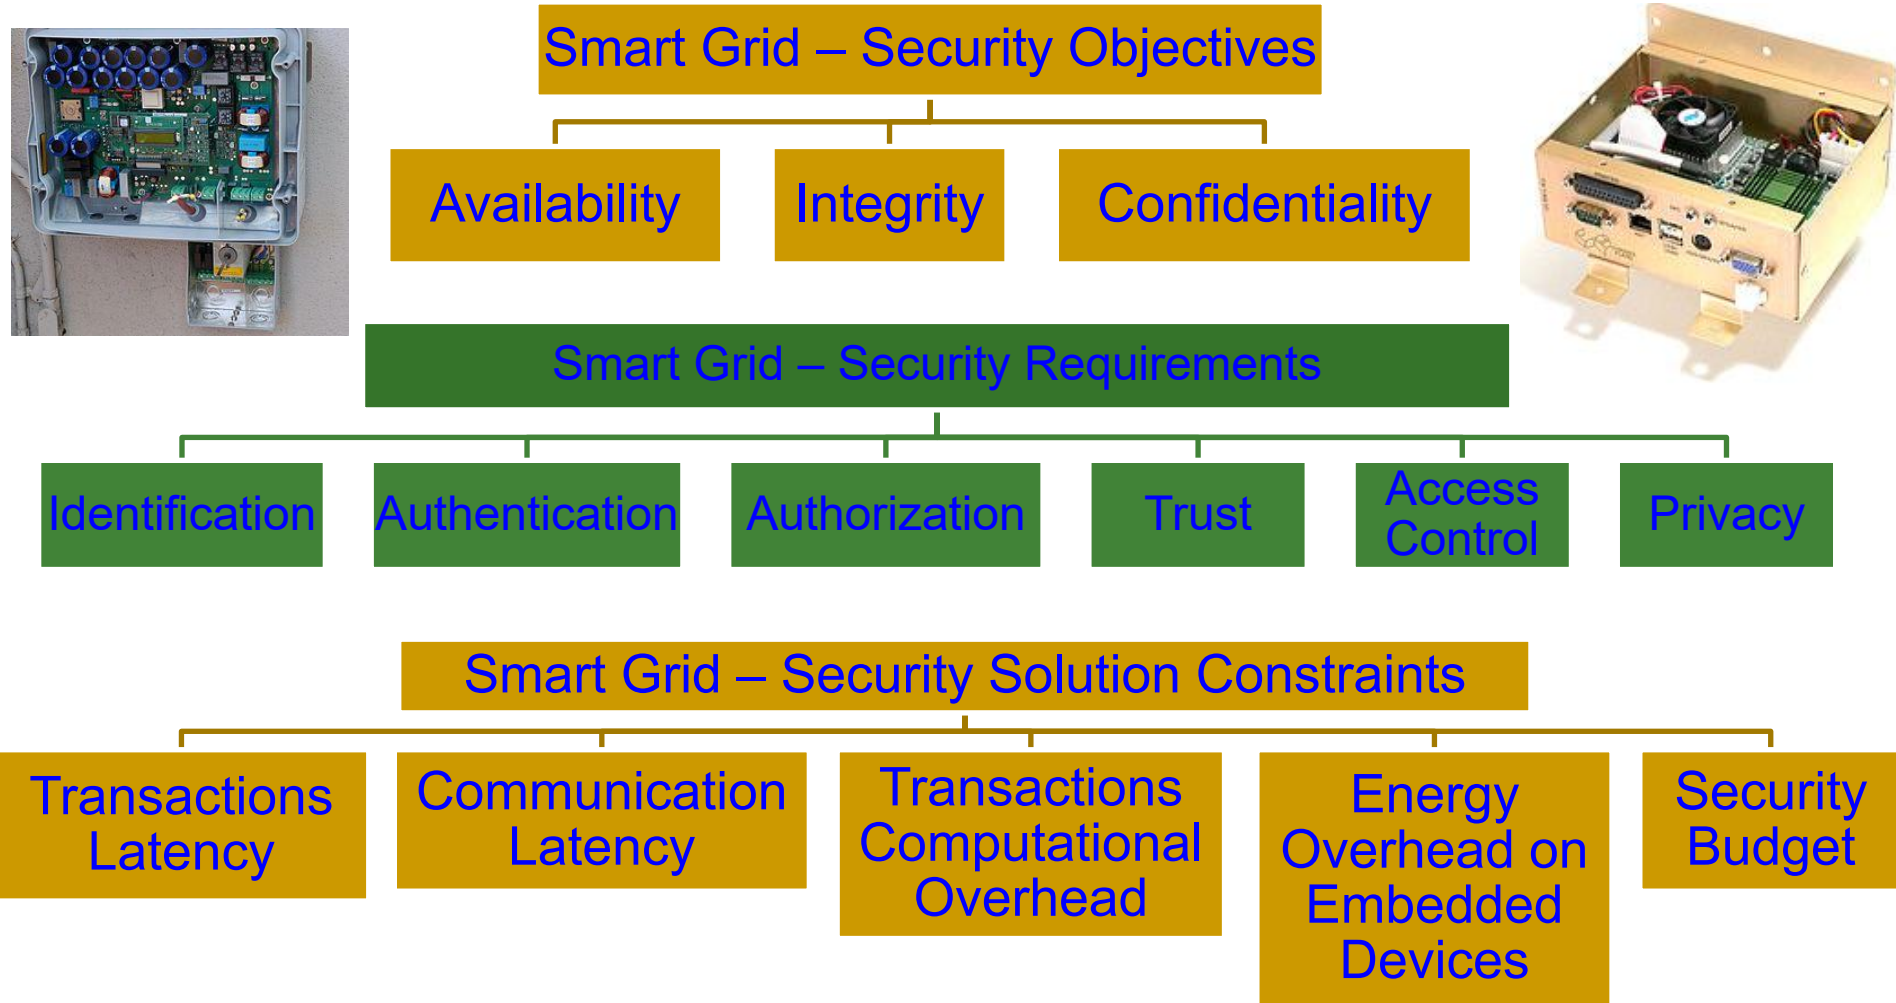 Smart Grid – Security Objectives
Availability
Integrity
Confidentiality
Smart Grid – Security Requirements
Identification
Authentication
Authorization
Trust
Access
Control
Privacy
Smart Grid – Security Solution Constraints
Transactions
Latency
Communication
Latency
Transactions
Computational
Overhead
Energy
Overhead on
Embedded
Devices
Security
Budget